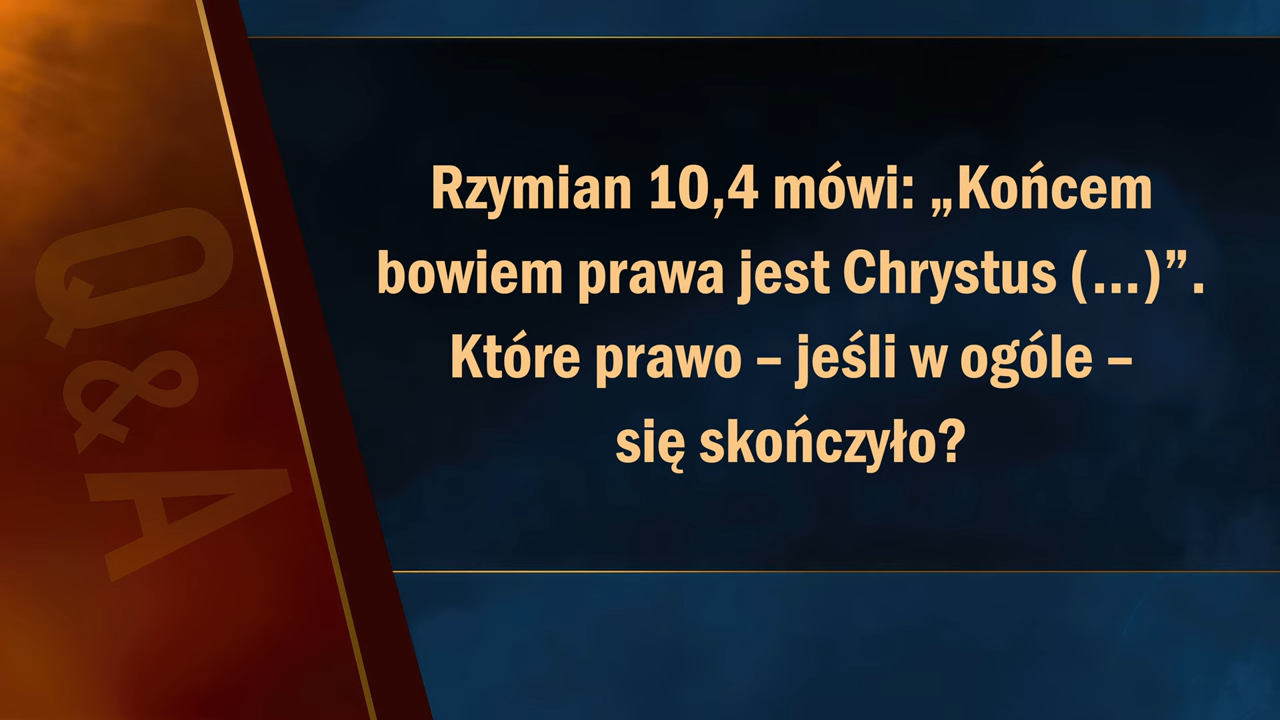 Rzymian 10,4 mówi: „Końcem
bowiem prawa jest Chrystus (...)”.
Które prawo – jeśli w ogóle –
się skończyło?
Q&A